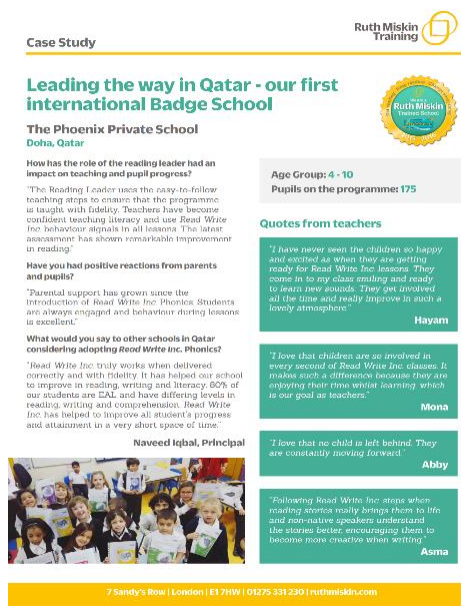 Case Study
Ruth Miskin
Training
Leading the way in Qatar - our first
international Badge School
The Phoenix Private School
Doha, Qatar
How has the role of the reading leader had an
impact on teaching and pupil progress?
"The Reading Leader uses the easy-to-follow
teaching steps to ensure that the programme
is taught with fidelity. Teachers have become
confident teaching literacy and use Read Write
Inc. behaviour signals in all lessons. The latest
assessment has shown remarkable improvement
in reading."
Have you had positive reactions from parents
and pupils?
"Parental support has grown since the
introduction of Read Write Inc. Phonics. Students
are always engaged and behaviour during lessons
is excellent."
What would you say to other schools in Qatar
considering adopting Read Write Inc. Phonics?
"Read Write Inc. truly works when delivered
correctly and with fidelity. It has helped our school
to improve in reading, writing and literacy. 80% of
our students are EAL and have differing levels in
reading, writing and comprehension. Read Write
Inc. has helped to improve all student's progress
and attainment in a very short space of time."
Naveed Iqbal, Principal
Ruth Miskin
Trained School
Age Group: 4 - 10
Pupils on the programme: 175
Quotes from teachers
"I have never seen the children so happy
and excited as when they are getting
ready for Read Write Inc. lessons. They
come in to my class smiling and ready
to learn new sounds. They get involved
all the time and really improve in such a
lovely atmosphere."
Hayam
"I love that children are so involved in
every second of Read Write Inc. classes. It
makes such a difference because they are
enjoying their time whilst learning, which
is our goal as teachers."
Mona
"I love that no child is left behind. They
are constantly moving forward."
Abby
"Following Read Write Inc. steps when
reading stories really brings them to life
and non-native speakers understand
the stories better, encouraging them to
become more creative when writing."
Asma
7 Sandy's Row | London | E1 7HW | 01275 331 230 | ruthmiskin.com